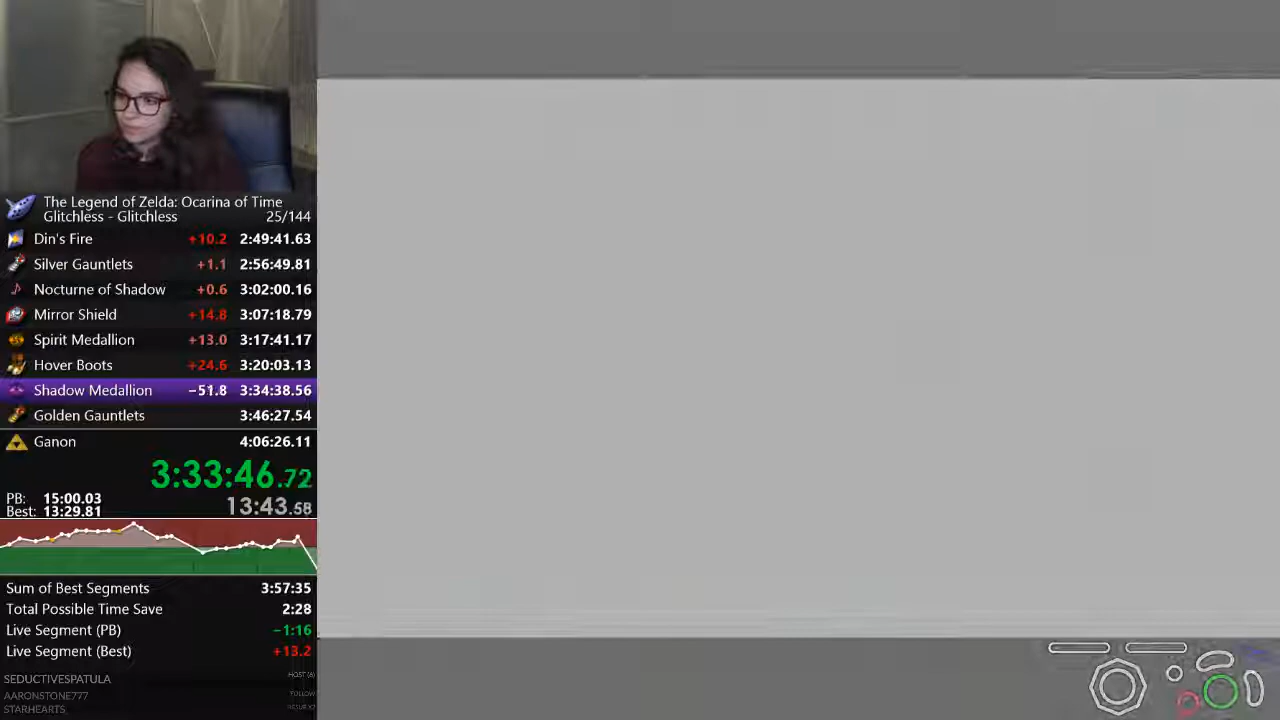 The Legend of Zelda: Ocarina of Time
Glitchless - Glitchless 25/144
Din's Fire +10.2 2:49:41.63
Silver Gauntlets +1.1 2:56:49.81
Nocturne of Shadow +0.6 3:02:00.16
Mirror Shield +14.8 3:07:18.79
Spirit Medallion +13.0 3:17:41.17
Hover Boots +24.6 3:20:03.13
Shadow Medallion −51.8 3:34:38.56
Golden Gauntlets 3:46:27.54
Ganon 4:06:26.11
3:33:46.72
PB: 15:00.03
Best: 13:29.81 13:43.58
Sum of Best Segments 3:57:35
Total Possible Time Save 2:28
Live Segment (PB) −1:16
Live Segment (Best) +13.2
SEDUCTIVESPATULA HOST (6)
AARONSTONE777 FOLLOW
STARHEARTS